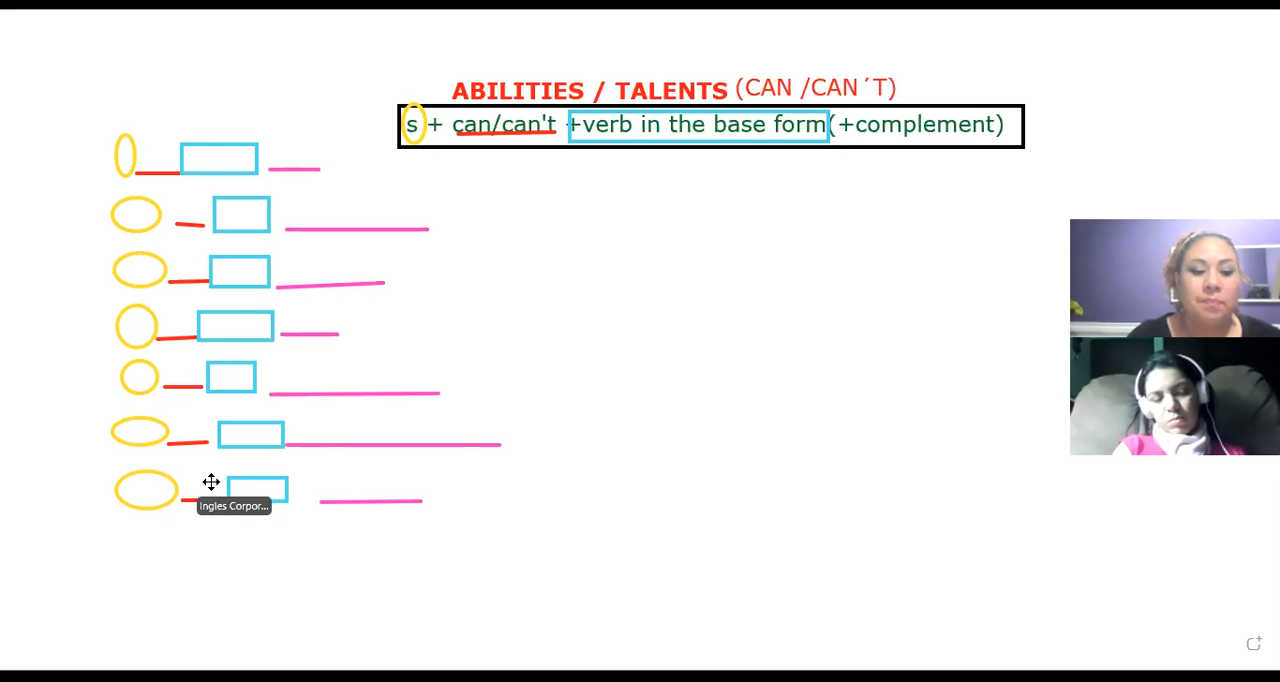 ABILITIES / TALENTS (CAN /CAN´T)
s + can/can't +verb in the base form(+complement)
Ingles Corpor...